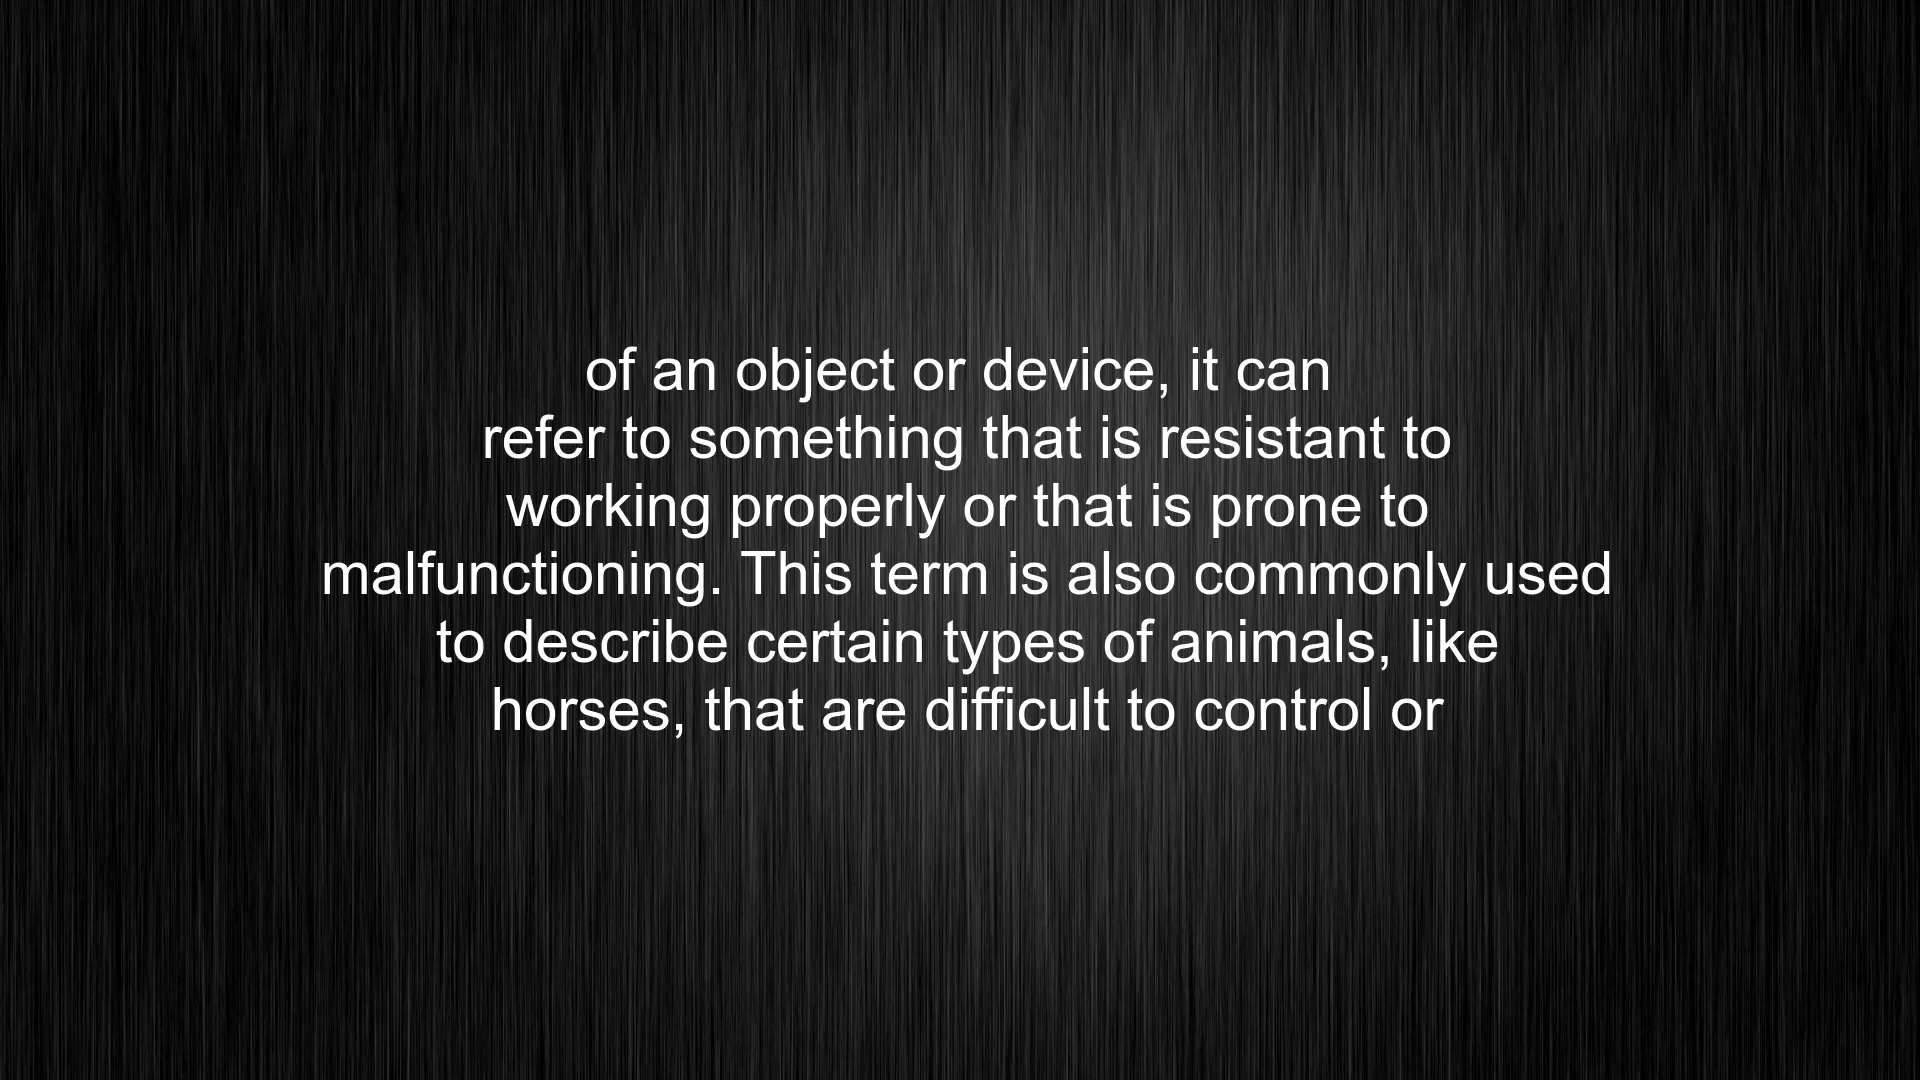 of an object or device, it can
refer to something that is resistant to
working properly or that is prone to
malfunctioning. This term is also commonly used
to describe certain types of animals, like
horses, that are difficult to control or